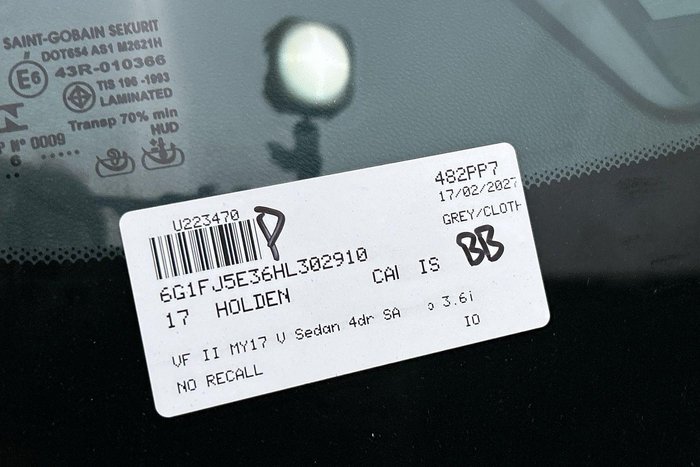 SAINT-GOBAIN SEKURIT
DOT654 AS1 M2621H
E6 43R-010366
TIS 196-1993
LAMINATED
Transp 70% min
HUD
P N° 0009
6
U223470
P
482PP7
17/02/2027
GREY/CLOTH
6G1FJ5E36HL302910
17 HOLDEN
CAI IS
BB
VF II MY17 V Sedan 4dr SA 3.6i
IO
NO RECALL